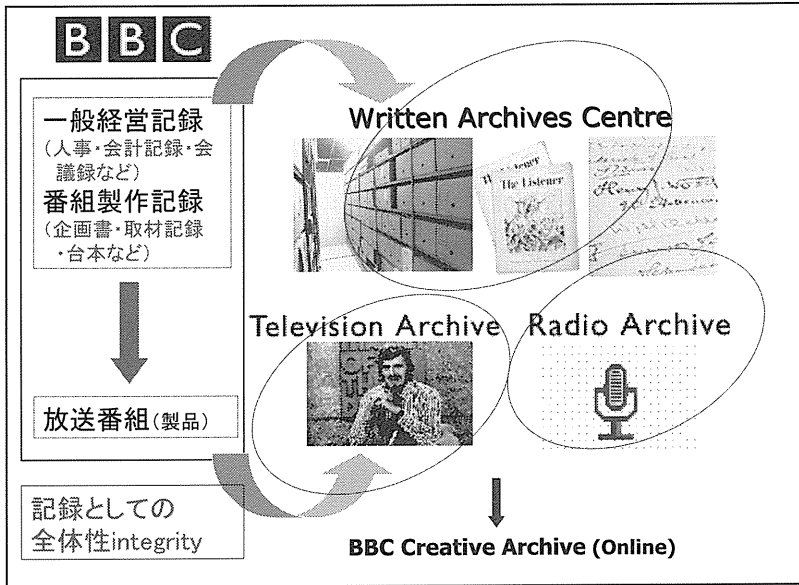 BBC
一般経営記録
(人事・会計記録・会
議録など)
番組製作記録
(企画書・取材記録
・台本など)
放送番組(製品)
記録としての
全体性integrity
Written Archives Centre
The Listener
Television Archive
Radio Archive
BBC Creative Archive (Online)